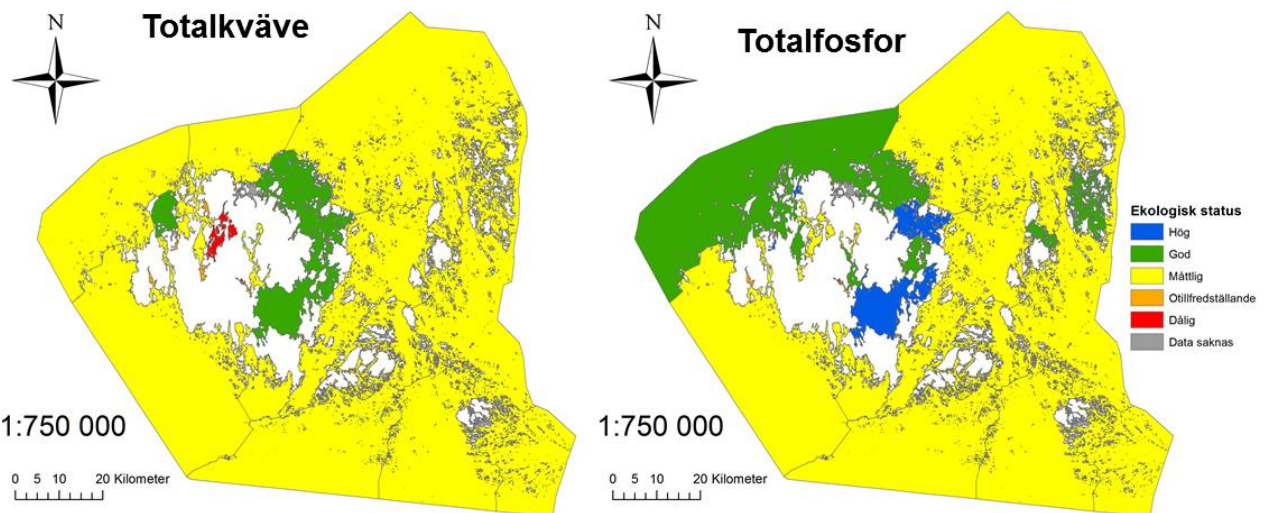 N
Totalkväve
1:750 000
0 5 10 20 Kilometer
N
Totalfosfor
1:750 000
0 5 10 20 Kilometer
Ekologisk status
Hög
God
Måttlig
Otillfredställande
Dålig
Data saknas